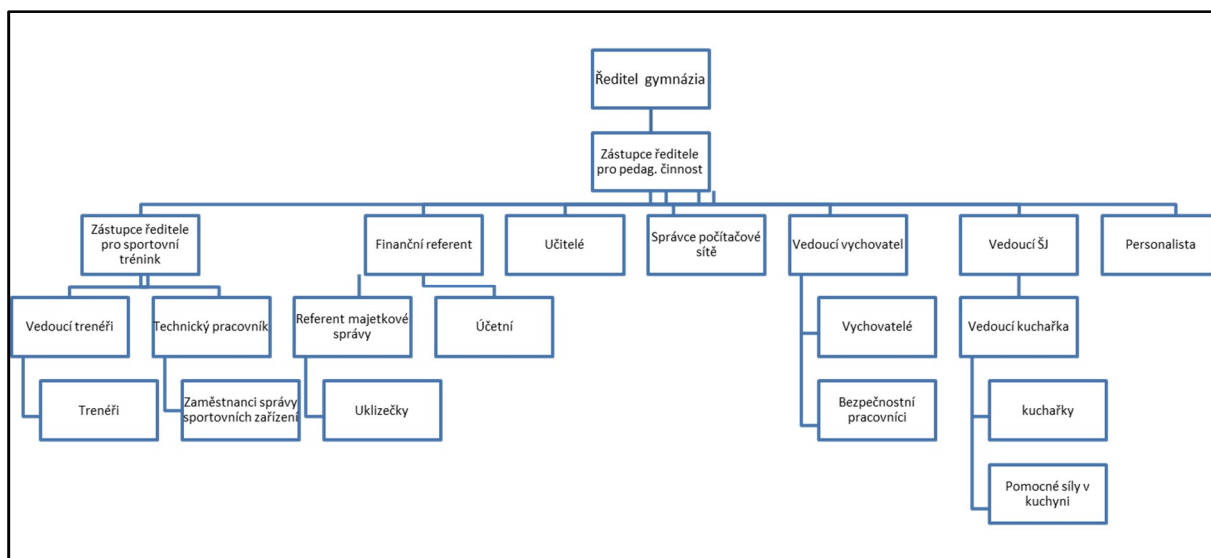 Ředitel gymnázia
Zástupce ředitele
pro pedag. činnost
Zástupce ředitele
pro sportovní
trénink
Finanční referent
Učitelé
Správce počítačové
sítě
Vedoucí vychovatel
Vedoucí ŠJ
Personalista
Vedoucí trenéři
Technický pracovník
Referent majetkové
správy
Účetní
Vychovatelé
Vedoucí kuchařka
Trenéři
Zaměstnanci správy
sportovních zařízení
Uklizečky
Bezpečnostní
pracovníci
kuchařky
Pomocné síly v
kuchyni